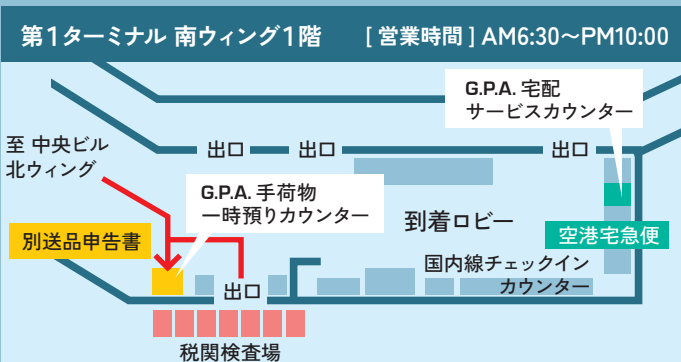 第1ターミナル 南ウィング1階 [ 営業時間 ] AM6:30〜PM10:00
G.P.A. 宅配
サービスカウンター
至 中央ビル
北ウィング
出口
出口
出口
G.P.A. 手荷物
一時預りカウンター
到着ロビー
別送品申告書
空港宅急便
国内線チェックイン
カウンター
出口
税関検査場